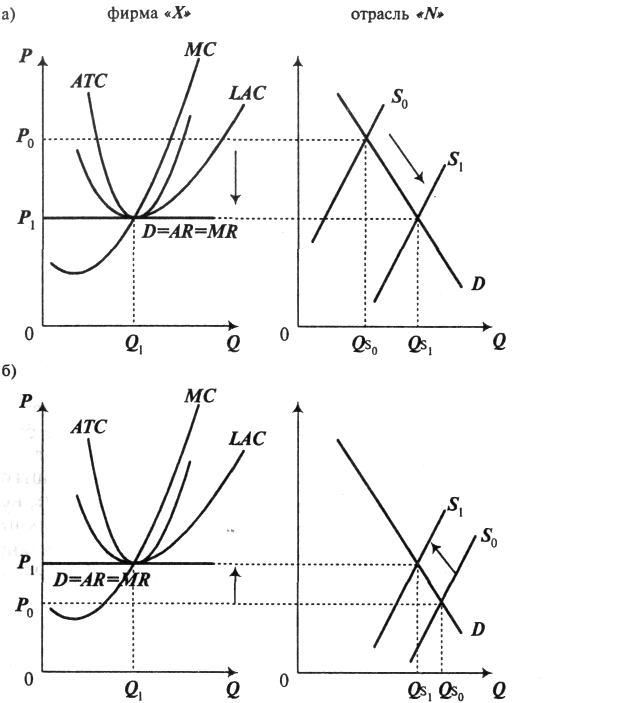 а) фирма «X» отрасль «N»
P
ATC
MC
LAC
P0
P1
D=AR=MR
0
Q1
Q
S0
S1
D
0
QS0
QS1
Q
б)
P
ATC
MC
LAC
P1
D=AR=MR
P0
0
Q1
Q
S1
S0
D
0
QS1
QS0
Q